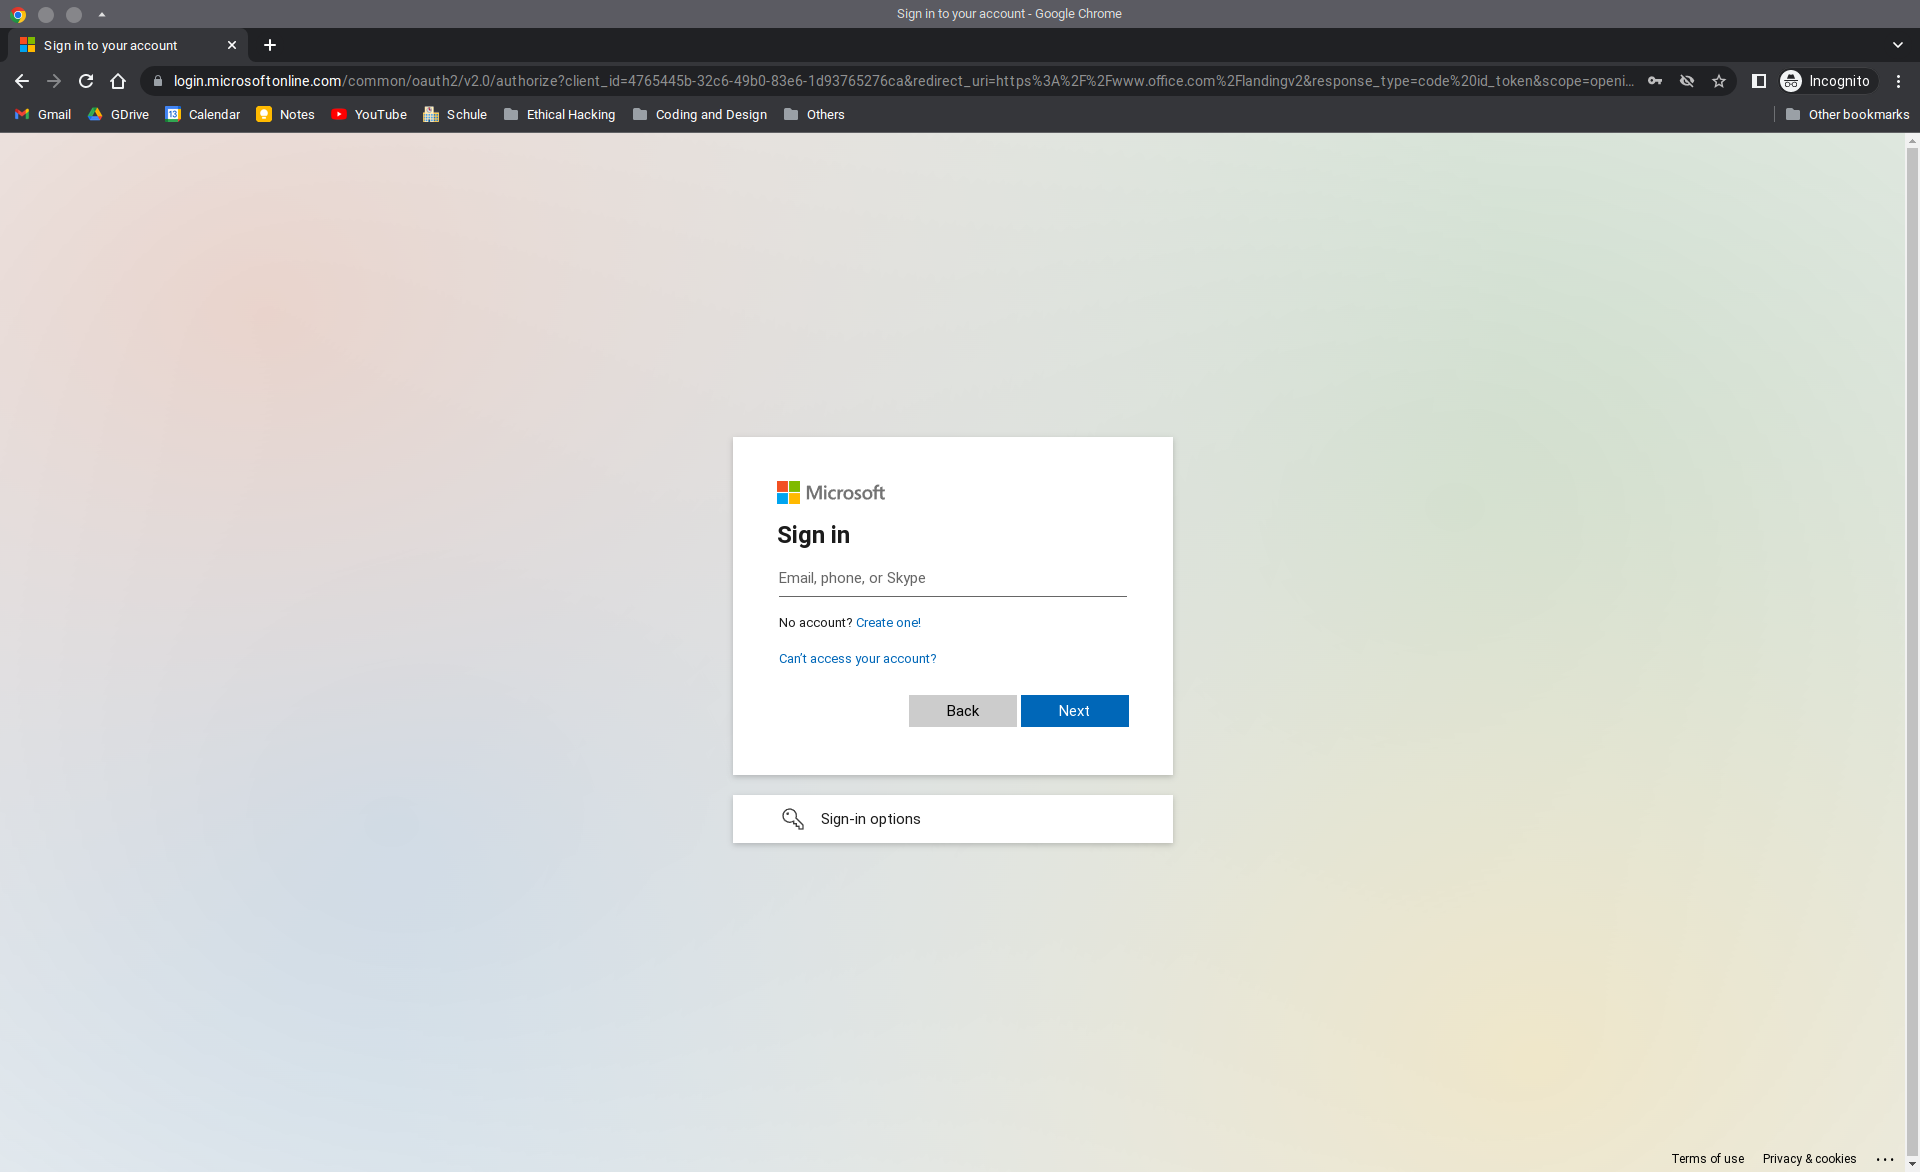 Sign in to your account - Google Chrome
Sign in to your account
login.microsoftonline.com/common/oauth2/v2.0/authorize?client_id=4765445b-32c6-49b0-83e6-1d93765276ca&redirect_uri=https%3A%2F%2Fwww.office.com%2Flandingv2&response_type=code%20id_token&scope=openi...
Incognito
Gmail
GDrive
Calendar
Notes
YouTube
Schule
Ethical Hacking
Coding and Design
Others
Other bookmarks
Microsoft
Sign in
Email, phone, or Skype
No account? Create one!
Can't access your account?
Back
Next
Sign-in options
Terms of use
Privacy & cookies
...